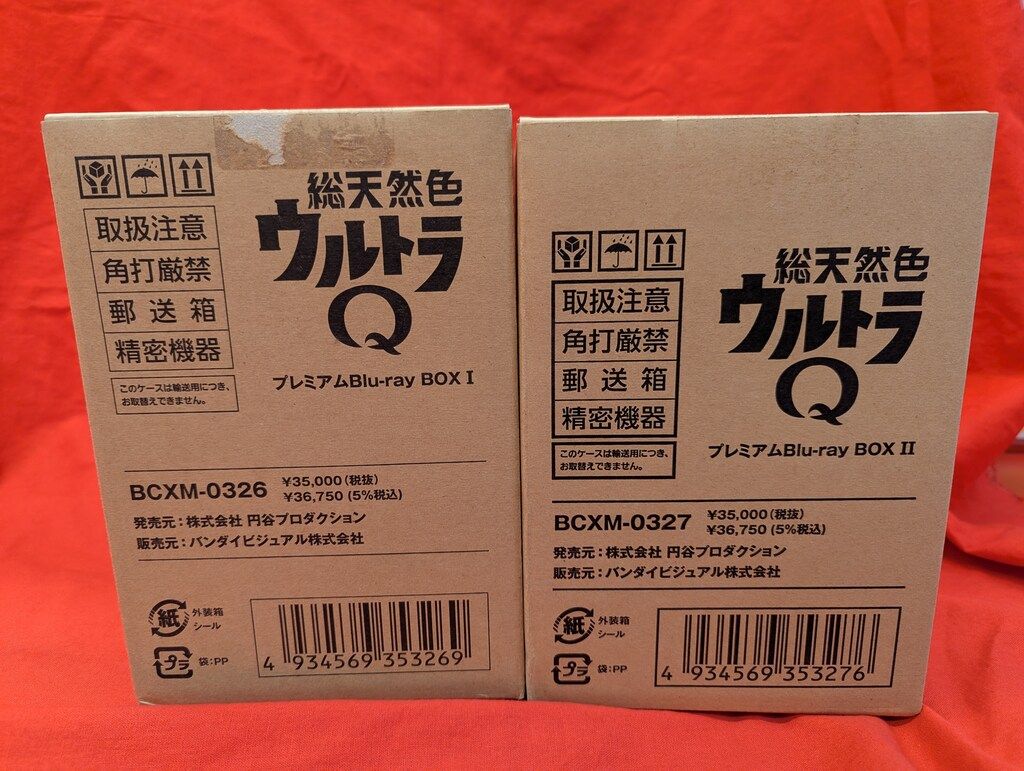 総天然色
ウルトラ
Q
プレミアムBlu-ray BOX I
取扱注意
角打厳禁
郵送箱
精密機器
このケースは輸送用につき、
お取替えできません。
BCXM-0326
¥35,000(税抜)
¥36,750(5%税込)
発売元:株式会社 円谷プロダクション
販売元:バンダイビジュアル株式会社
紙
外装箱
シール
プラ
袋:PP
4 934569 353269
総天然色
ウルトラ
Q
プレミアムBlu-ray BOX II
取扱注意
角打厳禁
郵送箱
精密機器
このケースは輸送用につき、
お取替えできません。
BCXM-0327
¥35,000(税抜)
¥36,750(5%税込)
発売元:株式会社 円谷プロダクション
販売元:バンダイビジュアル株式会社
紙
外装箱
シール
プラ
袋:PP
4 934569 353276